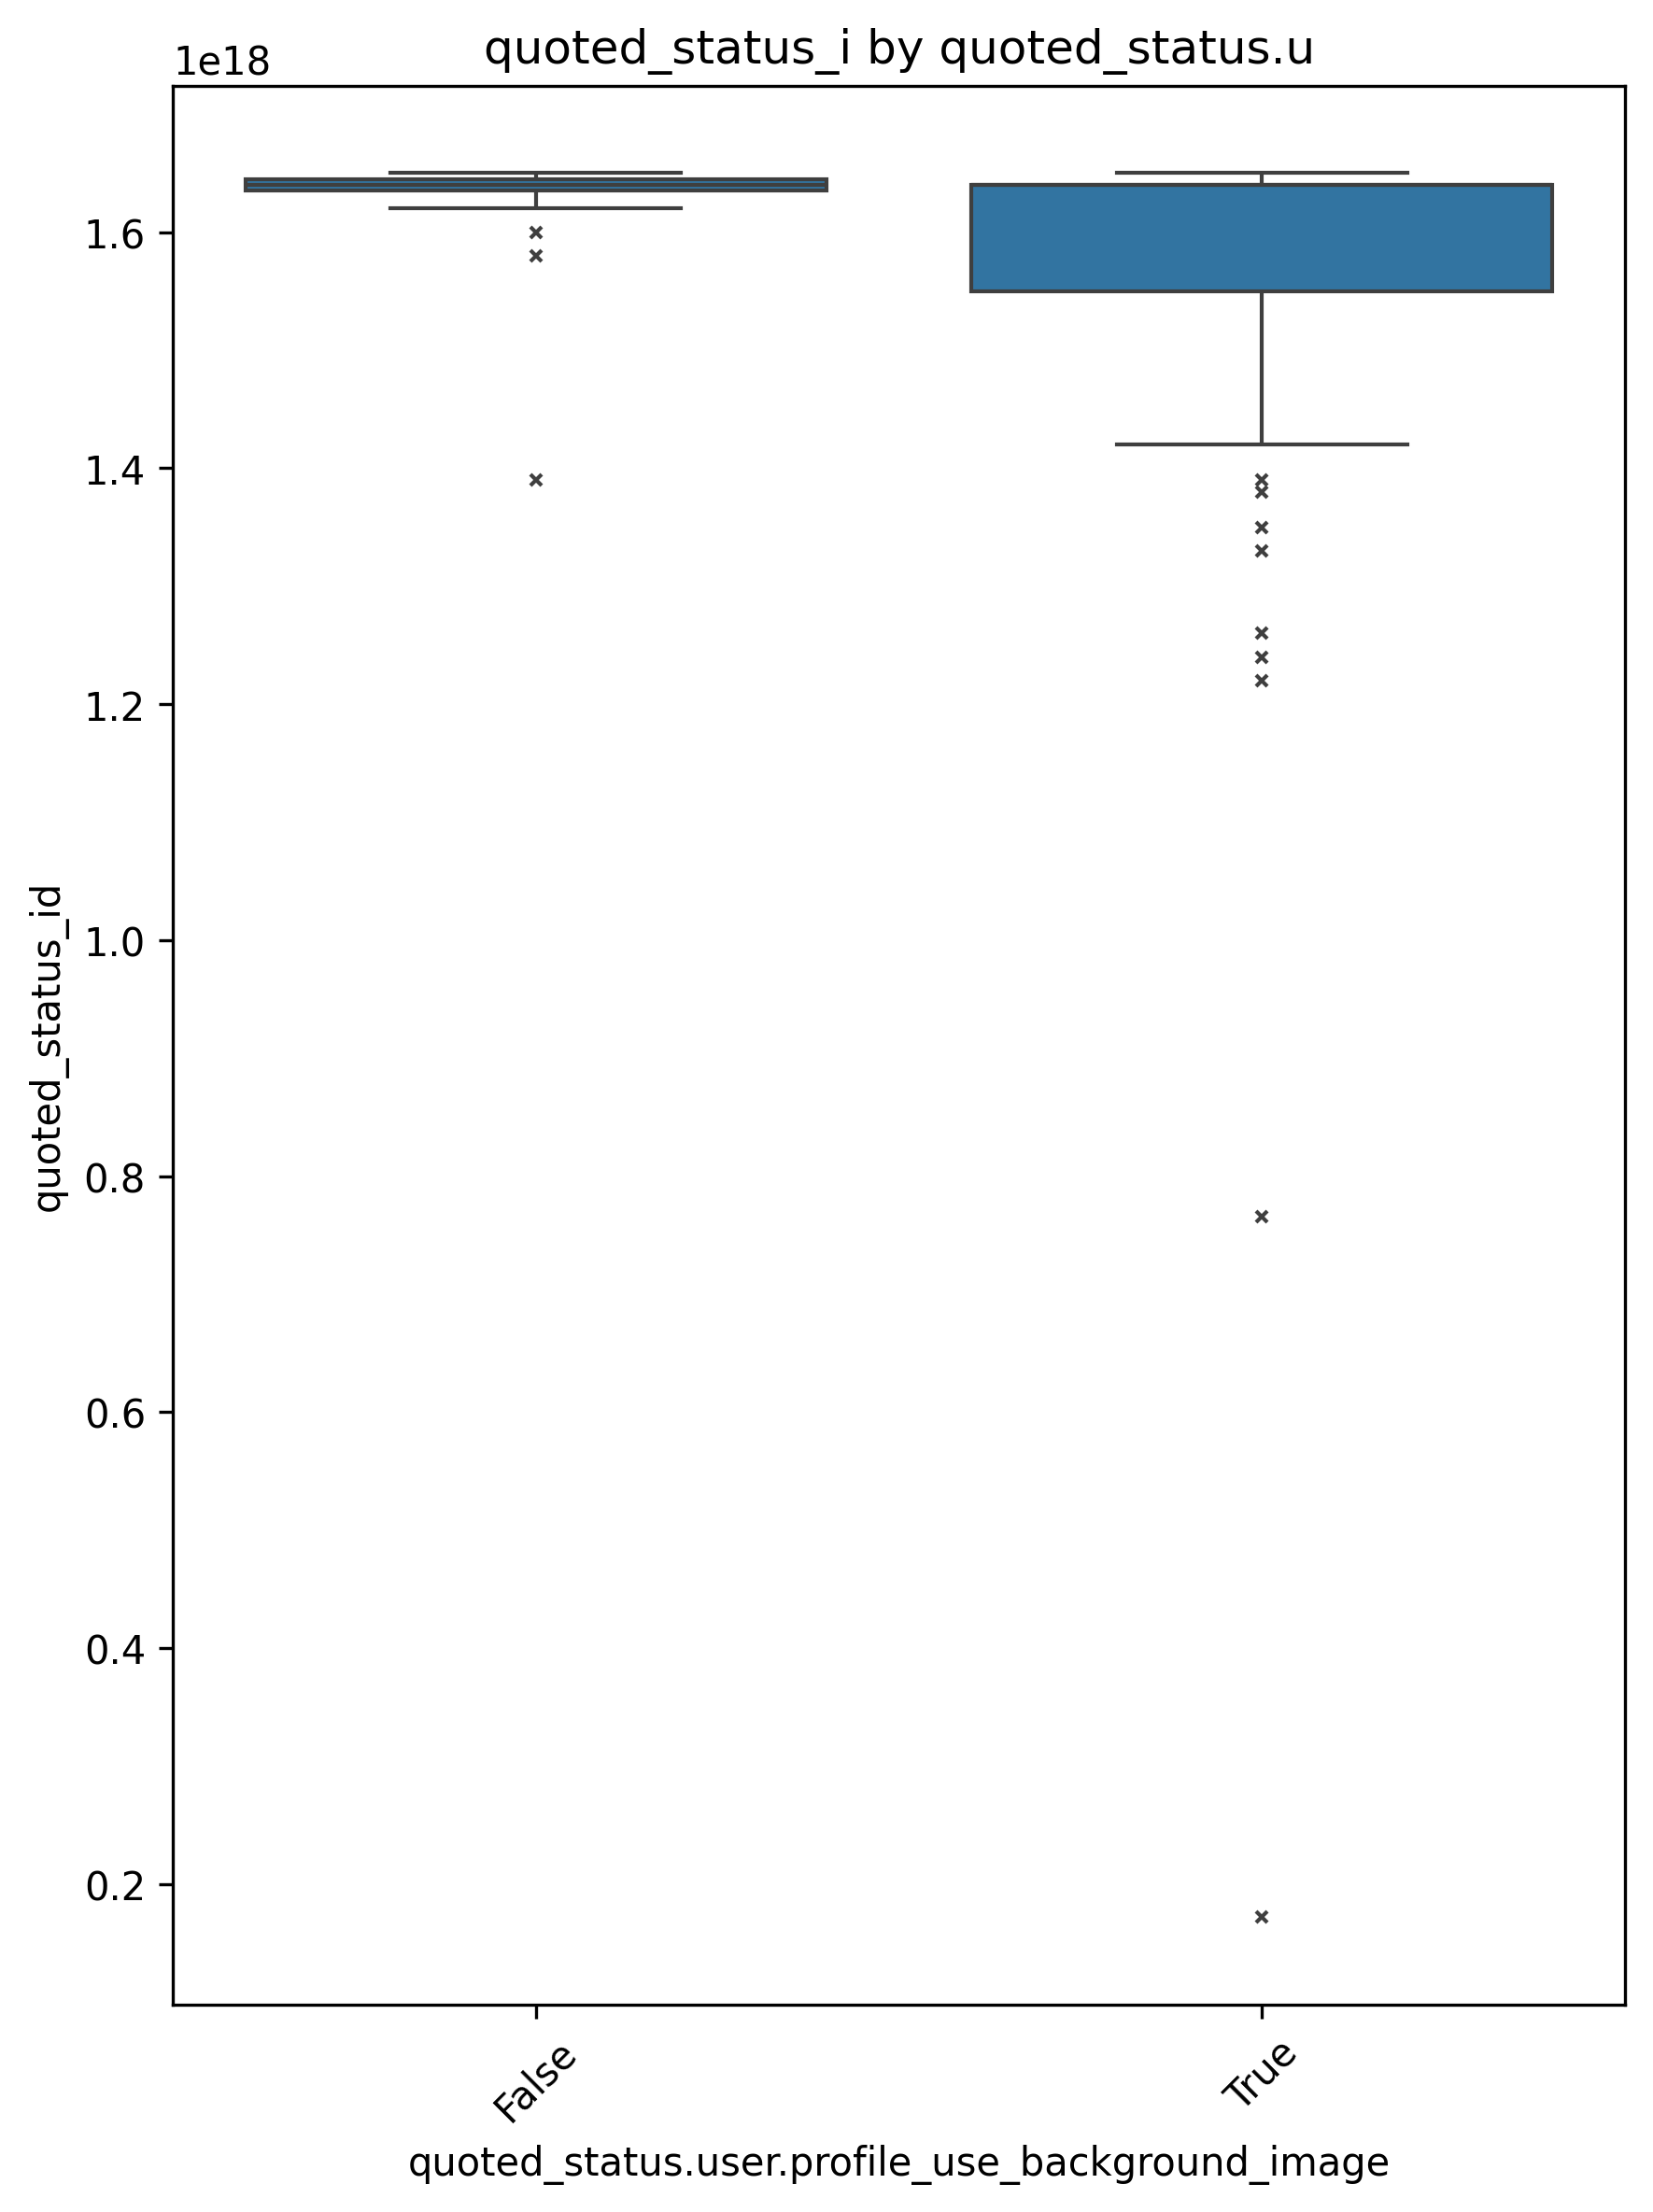 quoted_status_i by quoted_status.u
1e18
1.6
1.4
1.2
1.0
0.8
0.6
0.4
0.2
quoted_status_id
False
True
quoted_status.user.profile_use_background_image